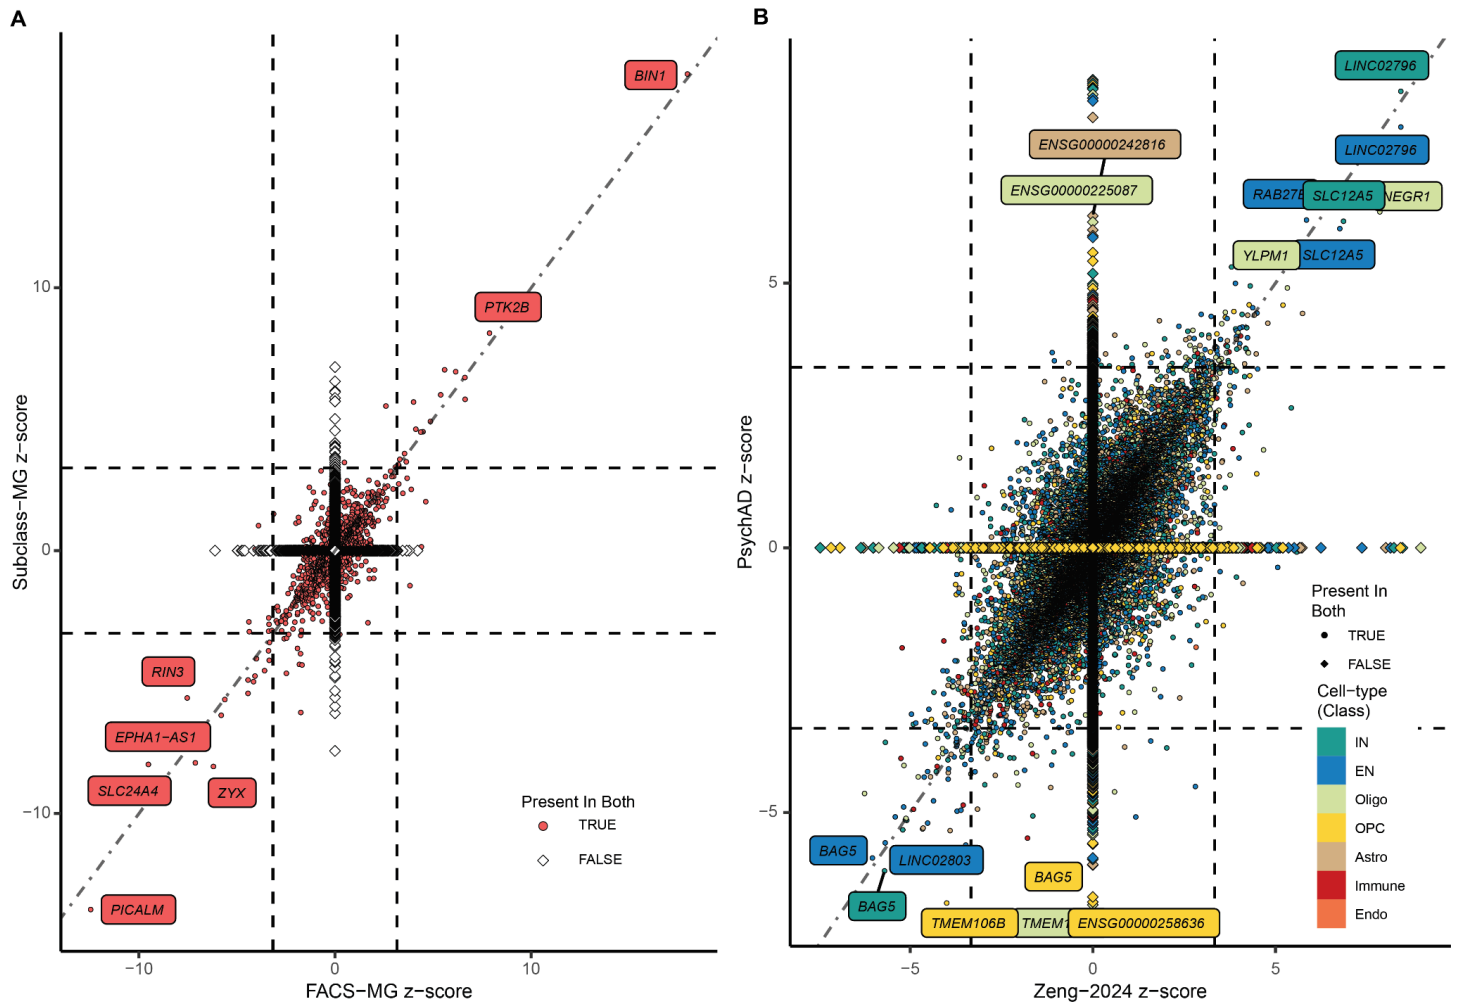 A
Subclass−MG z−score
10
0
−10
−10
0
10
FACS−MG z−score
BIN1
PTK2B
RIN3
EPHA1−AS1
SLC24A4
ZYX
PICALM
Present In Both
TRUE
FALSE
B
PsychAD z−score
5
0
−5
−5
0
5
Zeng−2024 z−score
LINC02796
ENSG00000242816
LINC02796
ENSG00000225087
SLC12A5
NEGR1
YLPM1
SLC12A5
BAG5
LINC02803
BAG5
BAG5
TMEM106B
ENSG00000258636
Present In
Both
TRUE
FALSE
Cell−type
(Class)
IN
EN
Oligo
OPC
Astro
Immune
Endo